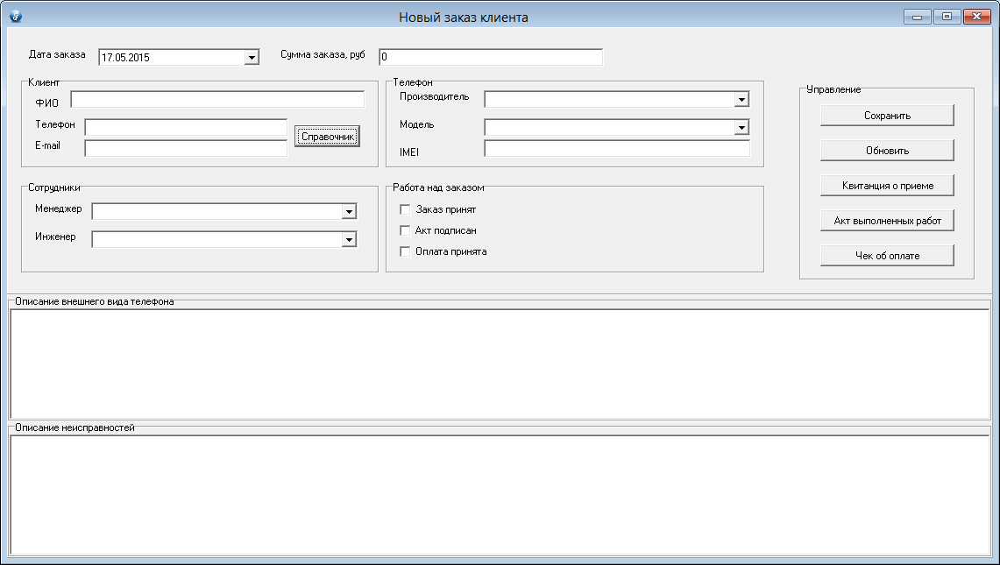 Новый заказ клиента
Дата заказа 17.05.2015 Сумма заказа, руб 0
Клиент
ФИО
Телефон
E-mail
Справочник
Телефон
Производитель
Модель
IMEI
Управление
Сохранить
Обновить
Квитанция о приеме
Акт выполненных работ
Чек об оплате
Сотрудники
Менеджер
Инженер
Работа над заказом
Заказ принят
Акт подписан
Оплата принята
Описание внешнего вида телефона
Описание неисправностей